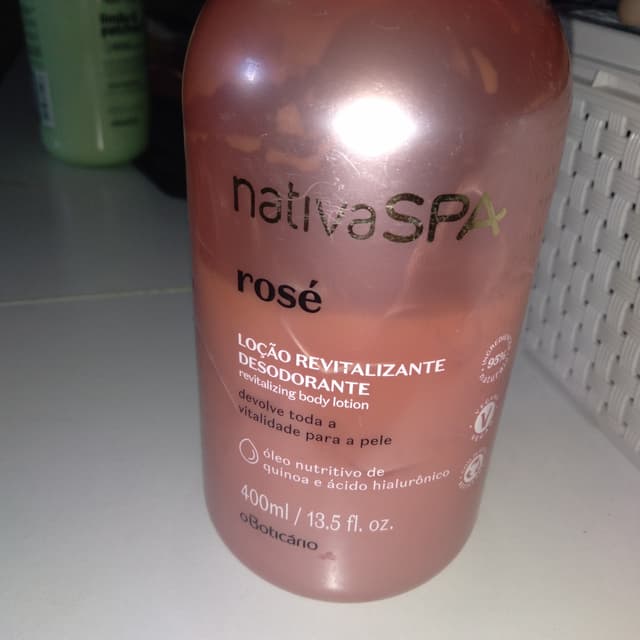 nativaSPA
rosé
LOÇÃO REVITALIZANTE
DESODORANTE
revitalizing body lotion
devolve toda a
vitalidade para a pele
óleo nutritivo de
quinoa e ácido hialurônico
400ml / 13.5 fl. oz.
oBoticário
95%